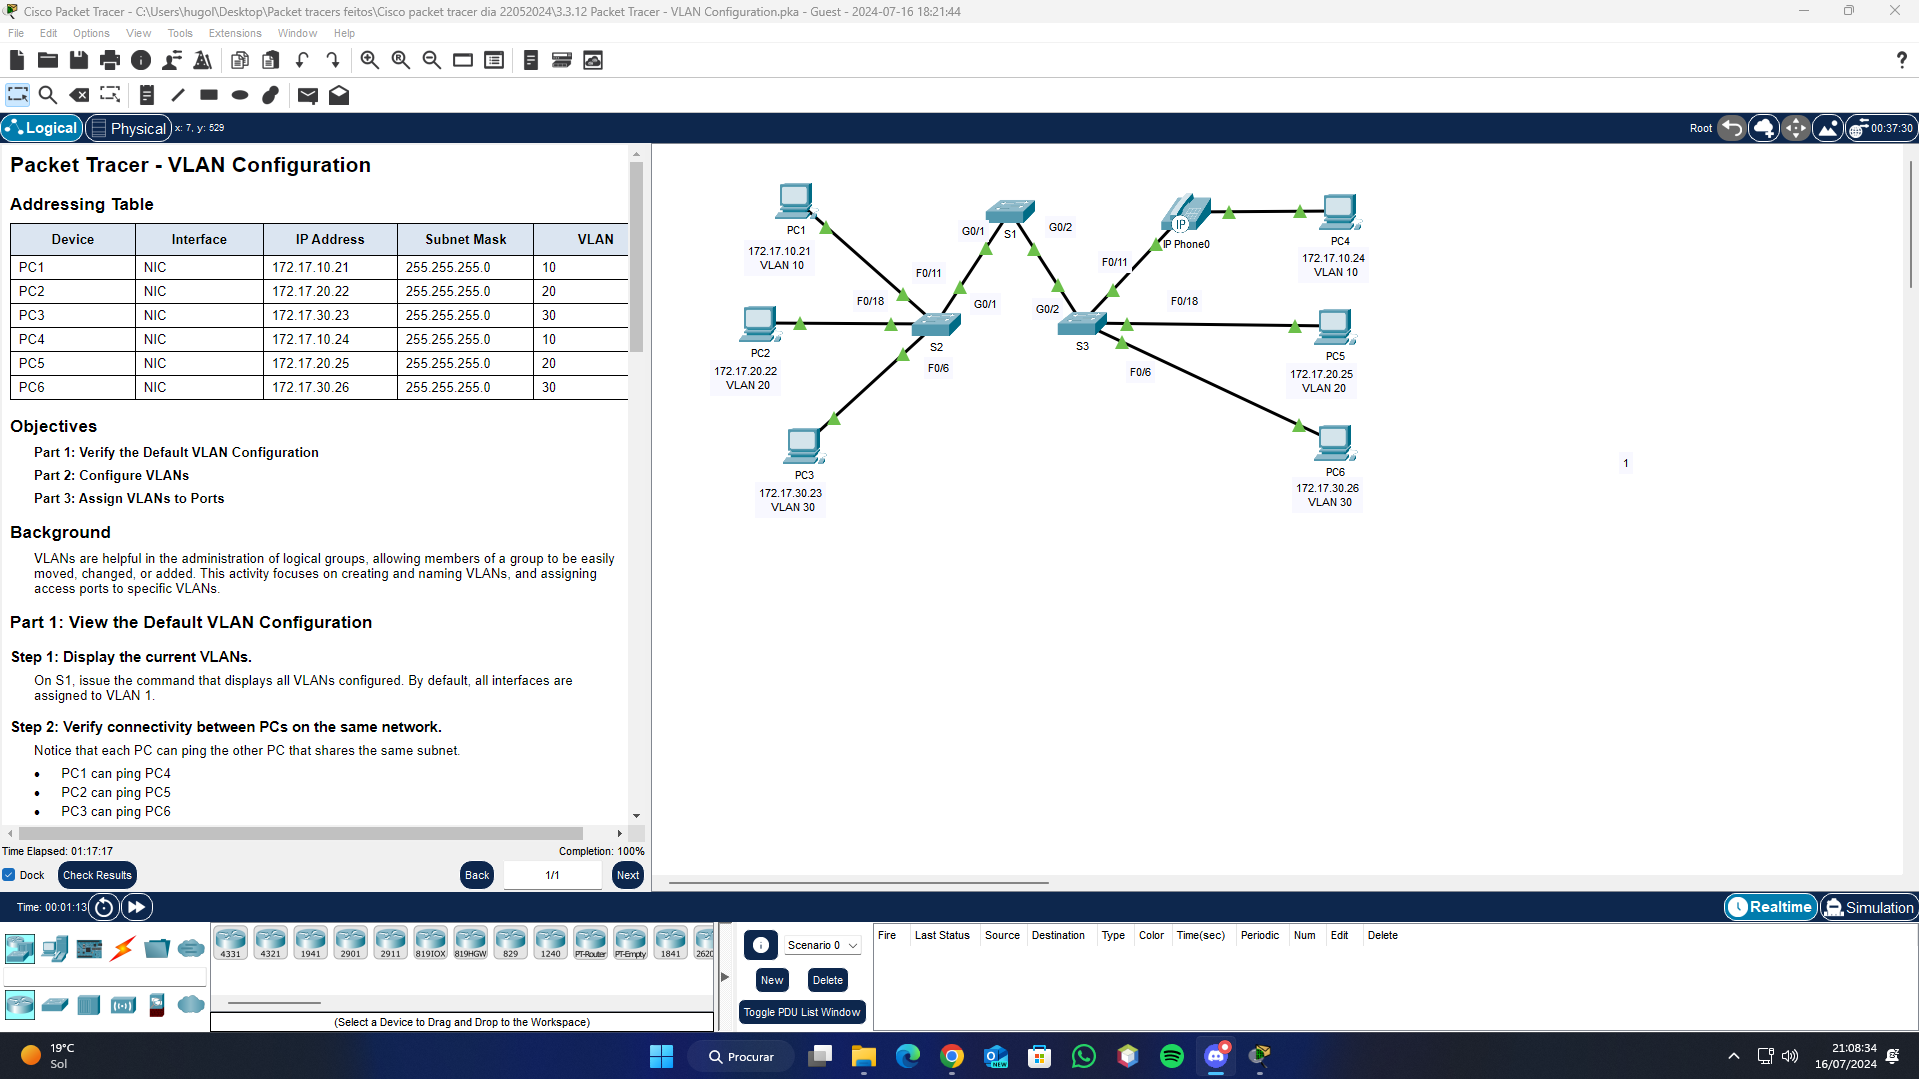 Cisco Packet Tracer - C:\Users\hugol\Desktop\Packet tracers feitos\Cisco packet tracer dia 22052024\3.3.12 Packet Tracer - VLAN Configuration.pka - Guest - 2024-07-16 18:21:44
File Edit Options View Tools Extensions Window Help
Logical Physical x: 7, y: 529
Root 00:37:30
Packet Tracer - VLAN Configuration
Addressing Table
Device Interface IP Address Subnet Mask VLAN
PC1 NIC 172.17.10.21 255.255.255.0 10
PC2 NIC 172.17.20.22 255.255.255.0 20
PC3 NIC 172.17.30.23 255.255.255.0 30
PC4 NIC 172.17.10.24 255.255.255.0 10
PC5 NIC 172.17.20.25 255.255.255.0 20
PC6 NIC 172.17.30.26 255.255.255.0 30
Objectives
Part 1: Verify the Default VLAN Configuration
Part 2: Configure VLANs
Part 3: Assign VLANs to Ports
Background
VLANs are helpful in the administration of logical groups, allowing members of a group to be easily
moved, changed, or added. This activity focuses on creating and naming VLANs, and assigning
access ports to specific VLANs.
Part 1: View the Default VLAN Configuration
Step 1: Display the current VLANs.
On S1, issue the command that displays all VLANs configured. By default, all interfaces are
assigned to VLAN 1.
Step 2: Verify connectivity between PCs on the same network.
Notice that each PC can ping the other PC that shares the same subnet.
• PC1 can ping PC4
• PC2 can ping PC5
• PC3 can ping PC6
Time Elapsed: 01:17:17 Completion: 100%
Dock Check Results Back 1/1 Next
PC1
172.17.10.21
VLAN 10
F0/11
F0/18
PC2
172.17.20.22
VLAN 20
S2
F0/6
PC3
172.17.30.23
VLAN 30
G0/1
S1
G0/2
G0/1
G0/2
IP
IP Phone0
F0/11
F0/18
S3
F0/6
PC4
172.17.10.24
VLAN 10
PC5
172.17.20.25
VLAN 20
PC6
172.17.30.26
VLAN 30
1
Time: 00:01:13
Realtime Simulation
4331 4321 1941 2901 2911 819IOX 819HGW 829 1240 PT-Router PT-Empty 1841 2620
(Select a Device to Drag and Drop to the Workspace)
Scenario 0
New Delete
Toggle PDU List Window
Fire Last Status Source Destination Type Color Time(sec) Periodic Num Edit Delete
19°C
Sol
Procurar
NEW
21:08:34
16/07/2024